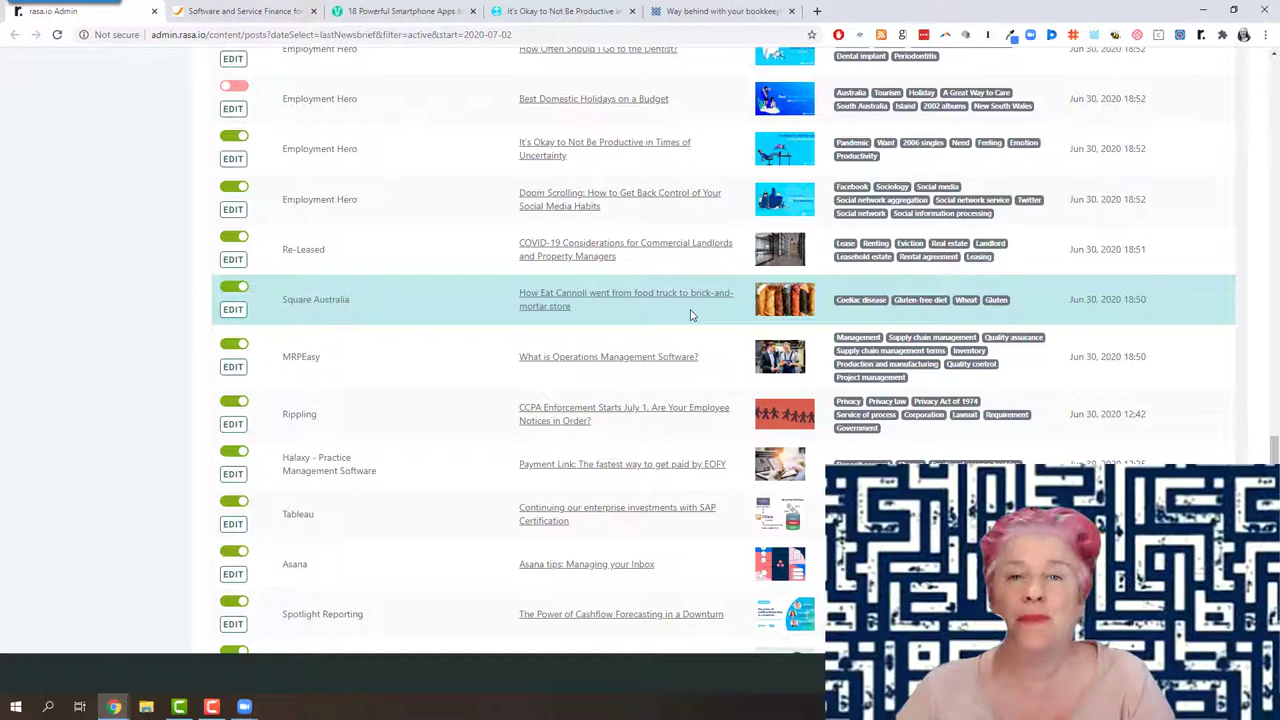 rasa.io Admin
Software and Service Finance fo
18 Powerful Smartphone Apps t
It's Okay to Not Be Productive in
Way behind with your bookkee
Not secure
admin.rasa.io/content/posts?dateSelect=lastNewsbrief&filter=active&start=2020-07-02
Employment Hero
How Often Should I Go to the Dentist?
Dental implant Periodontitis
EDIT
Employment Hero
Best Domestic Holidays on a Budget
Australia Tourism Holiday A Great Way to Care
South Australia Island 2002 albums New South Wales
Jun 30, 2020 18:52
EDIT
Jun 30, 2020 18:52
Employment Hero
It's Okay to Not Be Productive in Times of
Uncertainty
Pandemic Want 2006 singles Need Feeling Emotion
Productivity
Jun 30, 2020 18:52
EDIT
Employment Hero
Doom Scrolling: How to Get Back Control of Your
Social Media Habits
Facebook Sociology Social media
Social network aggregation Social network service Twitter
Social network Social information processing
Jun 30, 2020 18:52
EDIT
Re-Leased
COVID-19 Considerations for Commercial Landlords
and Property Managers
Lease Renting Eviction Real estate Landlord
Leasehold estate Rental agreement Leasing
Jun 30, 2020 18:51
EDIT
Square Australia
How Eat Cannoli went from food truck to brick-and-
mortar store
Coeliac disease Gluten-free diet Wheat Gluten
Jun 30, 2020 18:50
EDIT
MRPEasy
What is Operations Management Software?
Management Supply chain management Quality assurance
Supply chain management terms Inventory
Production and manufacturing Quality control
Project management
Jun 30, 2020 18:50
EDIT
Rippling
CCPA Enforcement Starts July 1. Are Your Employee
Notices in Order?
Privacy Privacy law Privacy Act of 1974
Service of process Corporation Lawsuit Requirement
Government
Jun 30, 2020 12:42
EDIT
Halaxy - Practice
Management Software
Payment Link: The fastest way to get paid by EOFY
EDIT
Tableau
Continuing our enterprise investments with SAP
Certification
EDIT
Asana
Asana tips: Managing your Inbox
EDIT
Spotlight Reporting
The Power of Cashflow Forecasting in a Downturn
EDIT